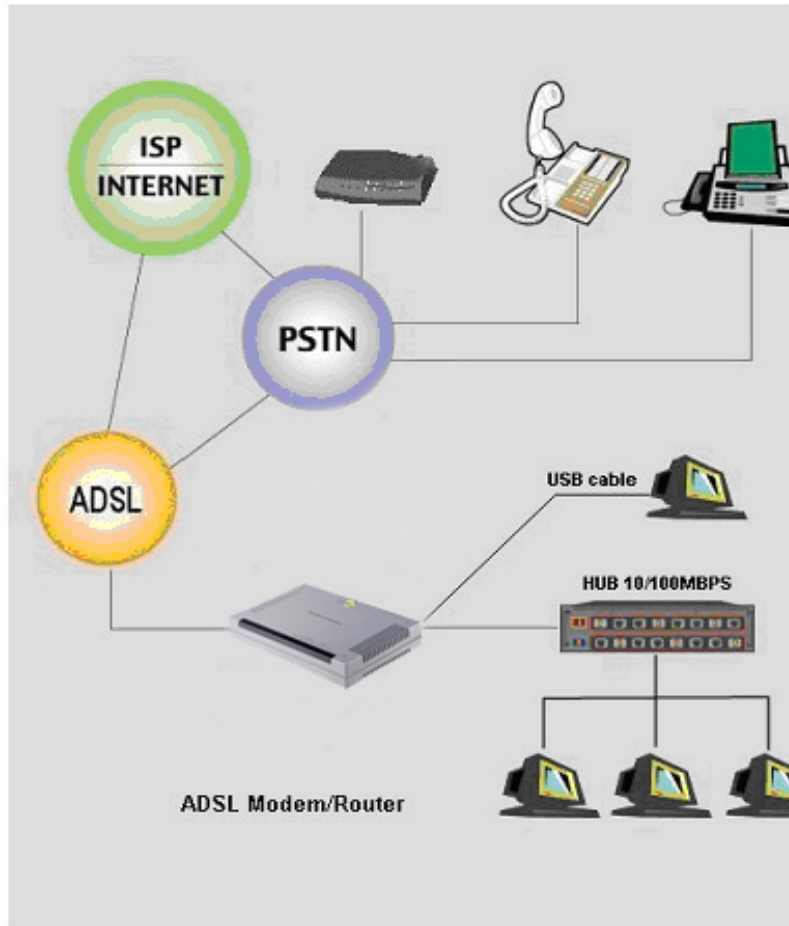 ISP
INTERNET
PSTN
ADSL
USB cable
HUB 10/100MBPS
ADSL Modem/Router